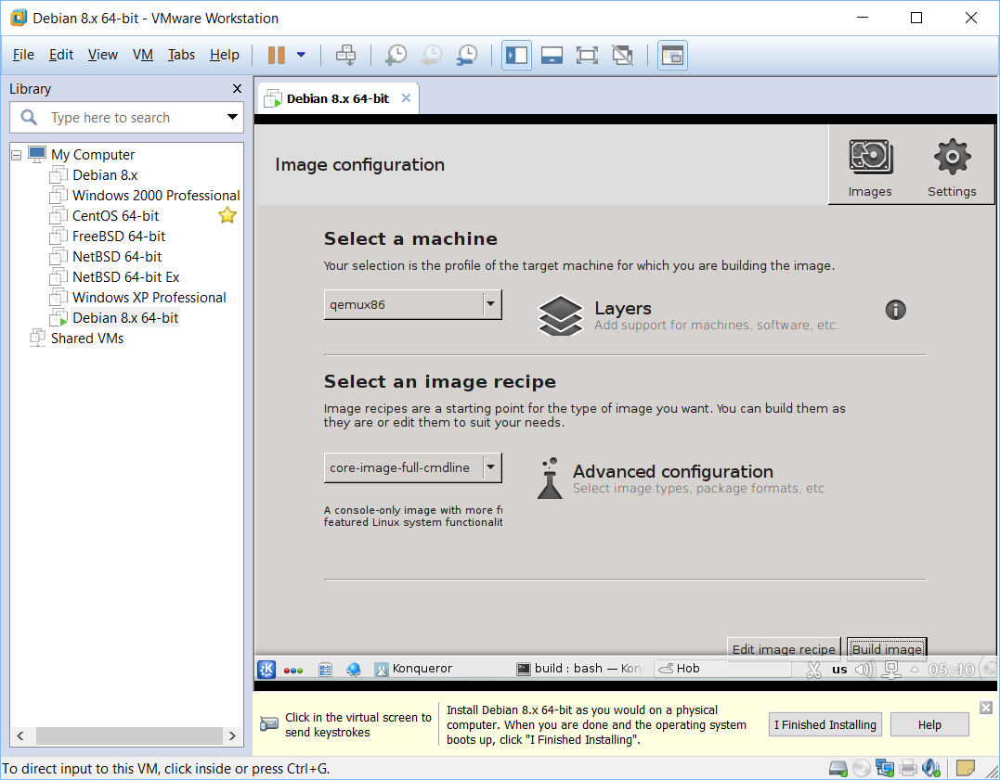 Debian 8.x 64-bit - VMware Workstation
File Edit View VM Tabs Help
Library
Type here to search
My Computer
Debian 8.x
Windows 2000 Professional
CentOS 64-bit
FreeBSD 64-bit
NetBSD 64-bit
NetBSD 64-bit Ex
Windows XP Professional
Debian 8.x 64-bit
Shared VMs
Debian 8.x 64-bit
Image configuration
Images
Settings
Select a machine
Your selection is the profile of the target machine for which you are building the image.
qemux86
Layers
Add support for machines, software, etc.
Select an image recipe
Image recipes are a starting point for the type of image you want. You can build them as
they are or edit them to suit your needs.
core-image-full-cmdline
Advanced configuration
Select image types, package formats, etc
A console-only image with more fu
featured Linux system functionalit
Edit image recipe
Build image
Konqueror
build : bash — Kon
Hob
us
05:40
Click in the virtual screen to
send keystrokes
Install Debian 8.x 64-bit as you would on a physical
computer. When you are done and the operating system
boots up, click "I Finished Installing".
I Finished Installing
Help
To direct input to this VM, click inside or press Ctrl+G.